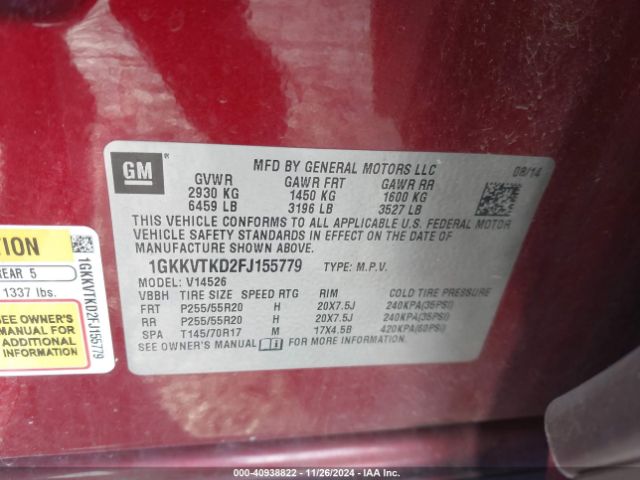 GM
®
MFD BY GENERAL MOTORS LLC 08/14
GVWR GAWR FRT GAWR RR
2930 KG 1450 KG 1600 KG
6459 LB 3196 LB 3527 LB
THIS VEHICLE CONFORMS TO ALL APPLICABLE U.S. FEDERAL MOTOR
VEHICLE SAFETY STANDARDS IN EFFECT ON THE DATE OF
MANUFACTURE SHOWN ABOVE.
1GKKVTKD2FJ155779 TYPE: M.P.V.
MODEL: V14526
VBBH TIRE SIZE SPEED RTG RIM COLD TIRE PRESSURE
FRT P255/55R20 H 20X7.5J 240KPA(35PSI)
RR P255/55R20 H 20X7.5J 240KPA(35PSI)
SPA T145/70R17 M 17X4.5B 420KPA(60PSI)
SEE OWNER'S MANUAL i FOR MORE INFORMATION.
TION
REAR 5
1337 lbs.
SEE OWNER'S
MANUAL FOR
ADDITIONAL
INFORMATION
1GKKVTKD2FJ155779
000-40938822 - 11/26/2024 - IAA Inc.